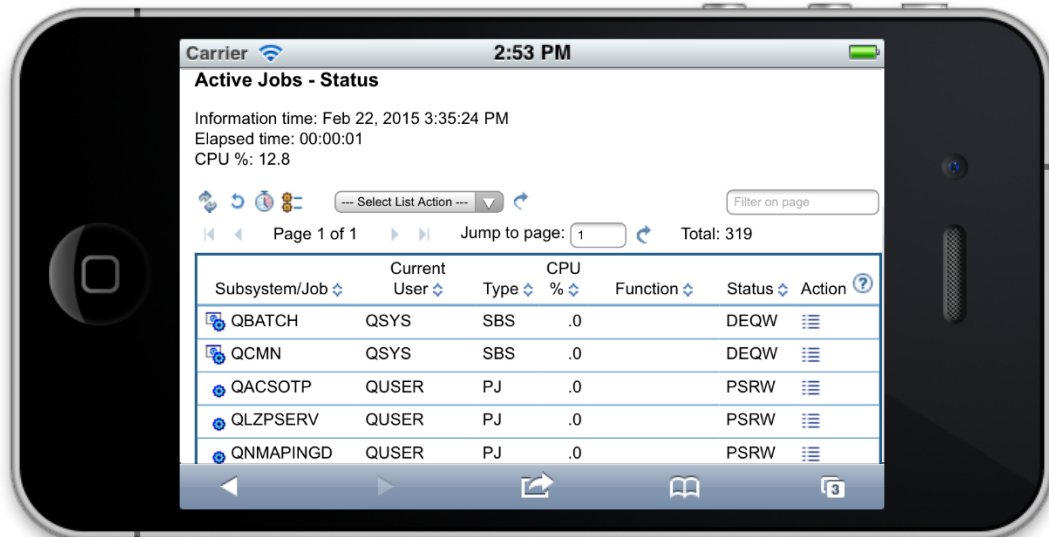 Carrier 2:53 PM
Active Jobs - Status
Information time: Feb 22, 2015 3:35:24 PM
Elapsed time: 00:00:01
CPU %: 12.8
--- Select List Action --- Filter on page
Page 1 of 1 Jump to page: 1 Total: 319
Current CPU
Subsystem/Job User Type % Function Status Action ?
QBATCH QSYS SBS .0 DEQW
QCMN QSYS SBS .0 DEQW
QACSOTP QUSER PJ .0 PSRW
QLZPSERV QUSER PJ .0 PSRW
QNMAPINGD QUSER PJ .0 PSRW
3